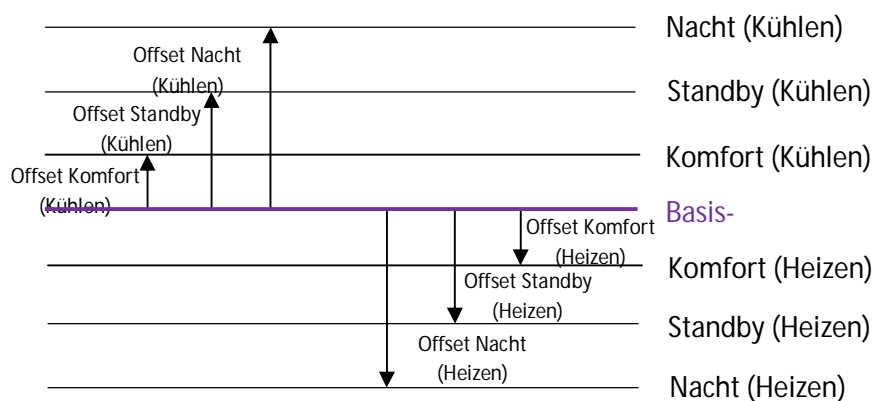 Nacht (Kühlen)
Offset Nacht
(Kühlen)
Standby (Kühlen)
Offset Standby
(Kühlen)
Komfort (Kühlen)
Offset Komfort
(Kühlen)
Basis-
Offset Komfort
(Heizen)
Komfort (Heizen)
Offset Standby
(Heizen)
Standby (Heizen)
Offset Nacht
(Heizen)
Nacht (Heizen)